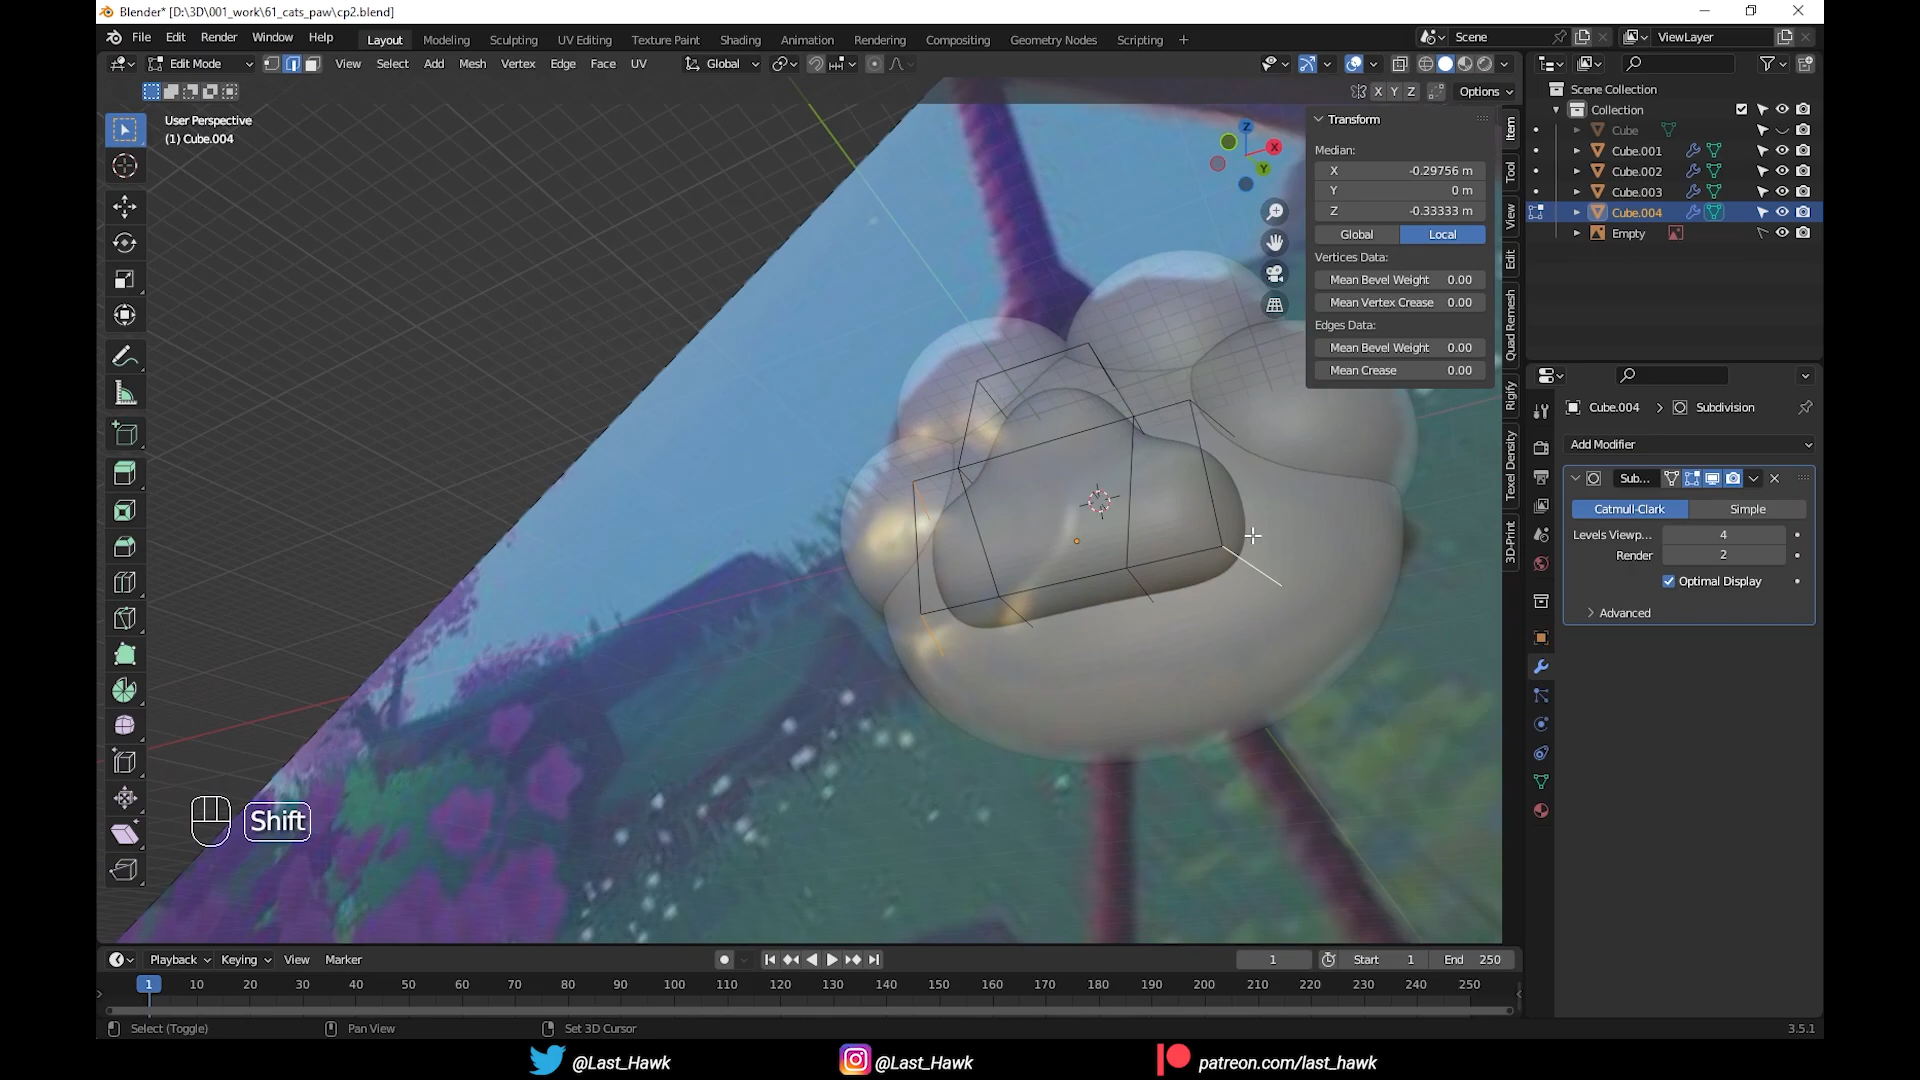 Blender* [D:\3D\001_work\61_cats_paw\cp2.blend]
File Edit Render Window Help Layout Modeling Sculpting UV Editing Texture Paint Shading Animation Rendering Compositing Geometry Nodes Scripting + Scene ViewLayer
Edit Mode View Select Add Mesh Vertex Edge Face UV Global
X Y Z Options
User Perspective
(1) Cube.004
Z
X
Y
Transform
Median:
X -0.29756 m
Y 0 m
Z -0.33333 m
Global Local
Vertices Data:
Mean Bevel Weight 0.00
Mean Vertex Crease 0.00
Edges Data:
Mean Bevel Weight 0.00
Mean Crease 0.00
Item
Tool
View
Edit
Quad Remesh
Rigify
Texel Density
3D-Print
Scene Collection
Collection
Cube
Cube.001
Cube.002
Cube.003
Cube.004
Empty
Cube.004 > Subdivision
Add Modifier
Sub...
Catmull-Clark Simple
Levels Viewp... 4
Render 2
Optimal Display
Advanced
Shift
Playback Keying View Marker 1 Start 1 End 250
1 10 20 30 40 50 60 70 80 90 100 110 120 130 140 150 160 170 180 190 200 210 220 230 240 250
Select (Toggle) Pan View Set 3D Cursor 3.5.1
@Last_Hawk @Last_Hawk patreon.com/last_hawk